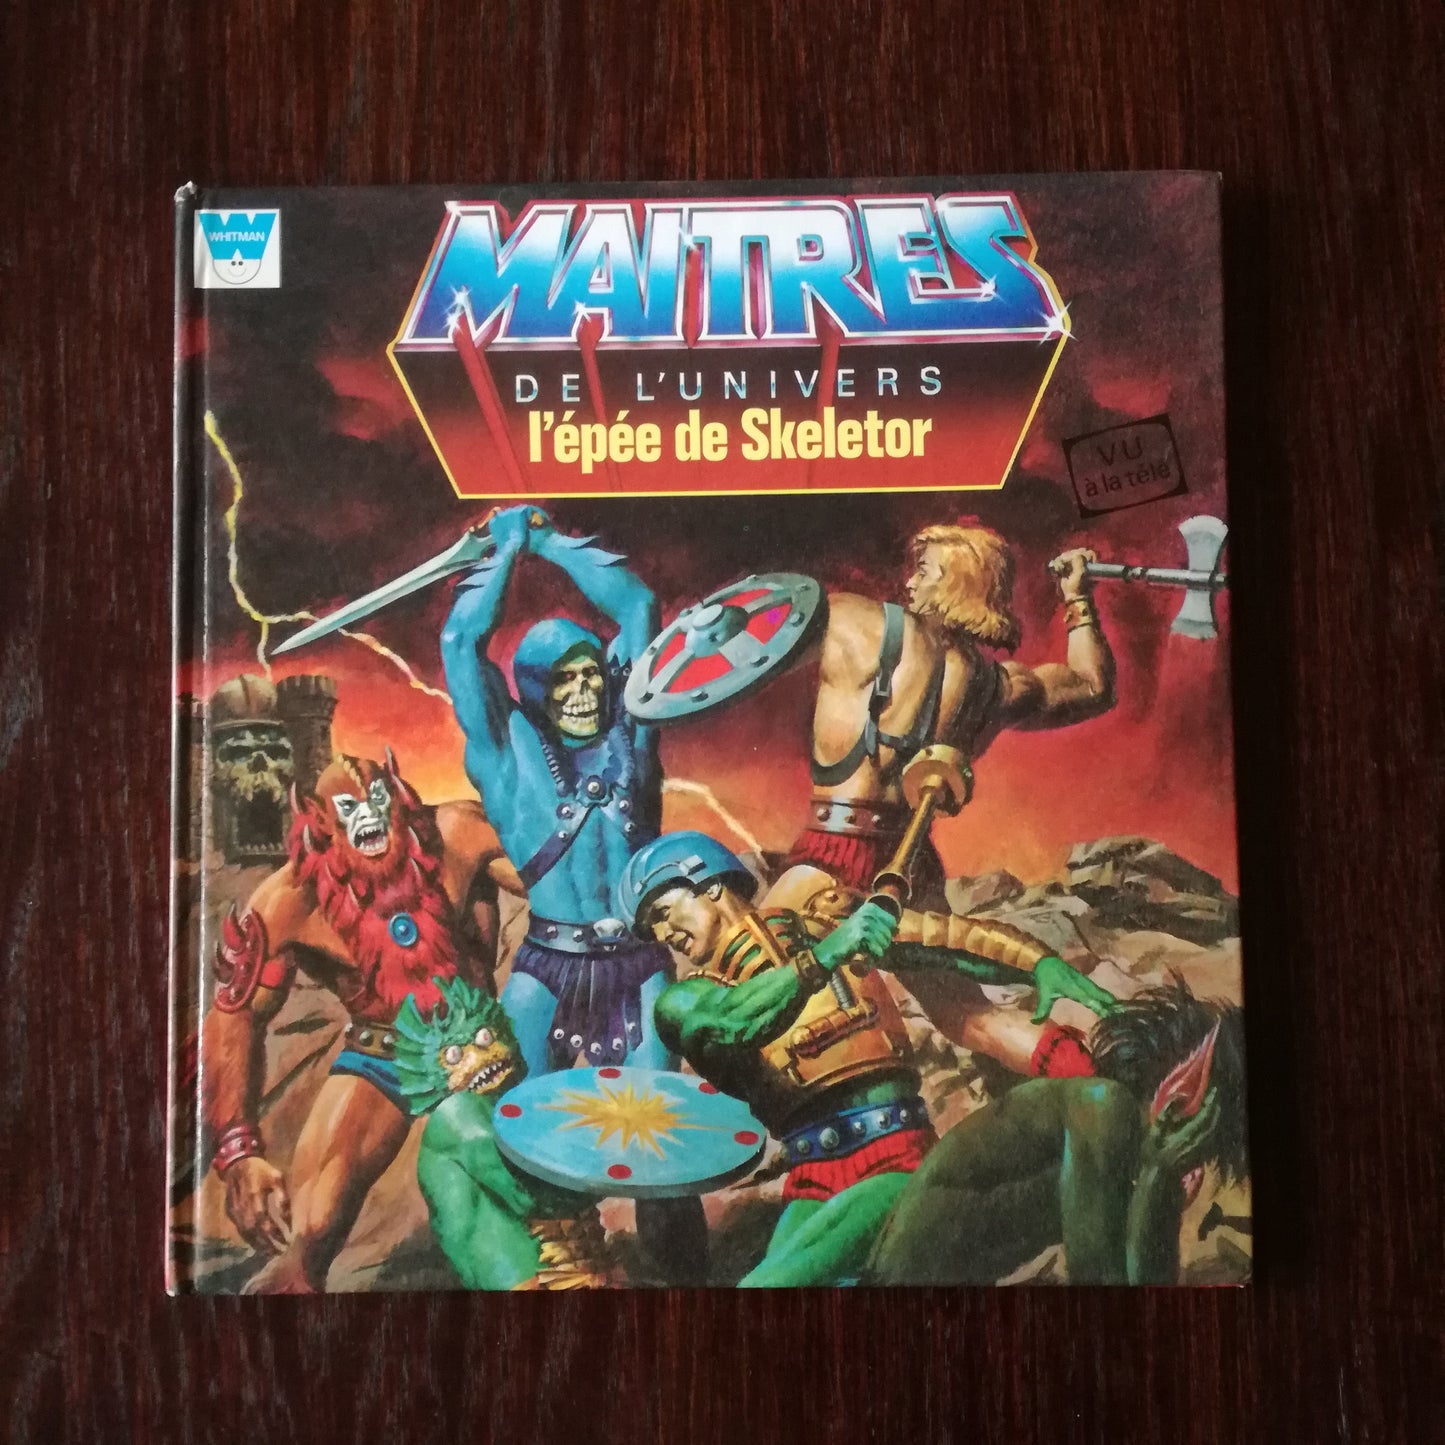 WHITMAN
MAITRES
DE L'UNIVERS
l'épée de Skeletor
VU
à la télé